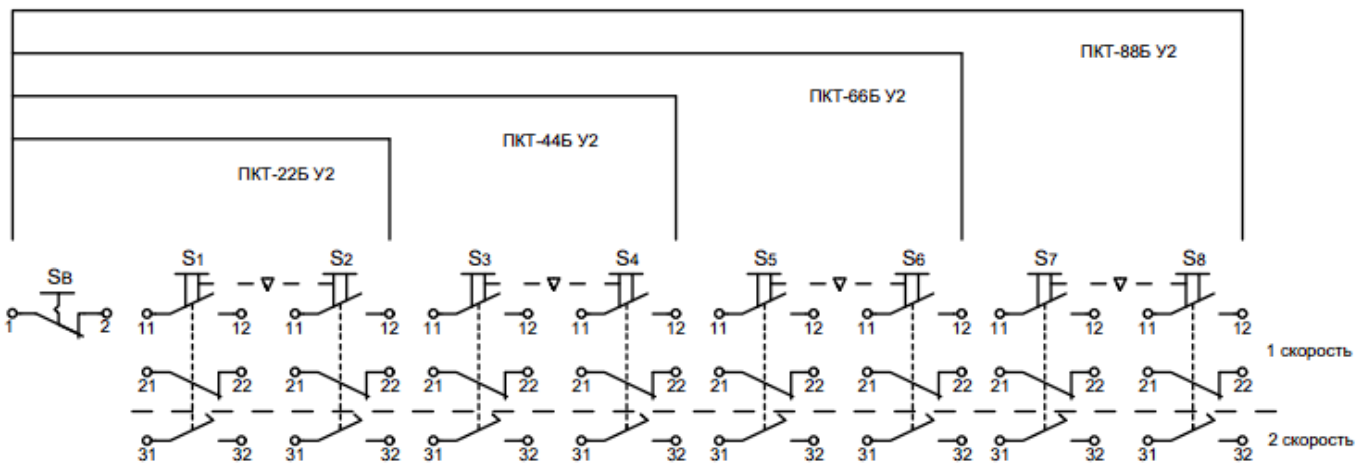 ПКТ-88Б У2
ПКТ-66Б У2
ПКТ-44Б У2
ПКТ-22Б У2
S1 S2 S3 S4 S5 S6 S7 S8
SB
1 2 11 12 11 12 11 12 11 12 11 12 11 12 11 12 11 12
1 скорость
21 22 21 22 21 22 21 22 21 22 21 22 21 22 21 22
2 скорость
31 32 31 32 31 32 31 32 31 32 31 32 31 32 31 32